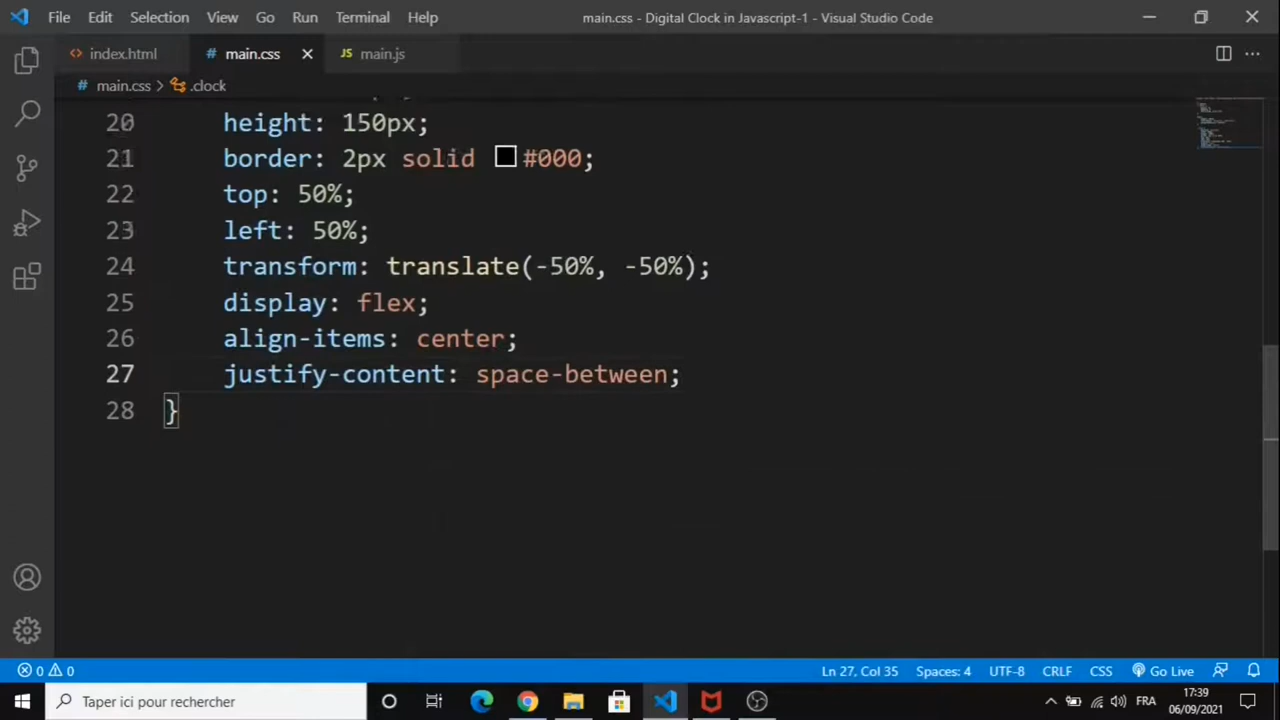 File Edit Selection View Go Run Terminal Help main.css - Digital Clock in Javascript-1 - Visual Studio Code
index.html # main.css JS main.js
# main.css > .clock
20 height: 150px;
21 border: 2px solid #000;
22 top: 50%;
23 left: 50%;
24 transform: translate(-50%, -50%);
25 display: flex;
26 align-items: center;
27 justify-content: space-between;
28 }
0 0 Ln 27, Col 35 Spaces: 4 UTF-8 CRLF CSS Go Live
Taper ici pour rechercher FRA 17:39
06/09/2021